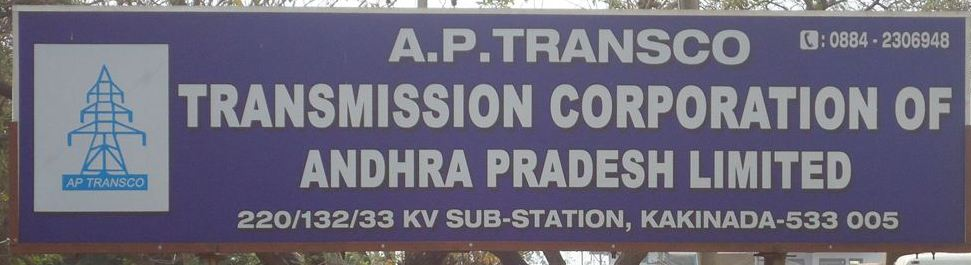 A.P.TRANSCO
: 0884 - 2306948
TRANSMISSION CORPORATION OF
ANDHRA PRADESH LIMITED
AP TRANSCO
220/132/33 KV SUB-STATION, KAKINADA-533 005